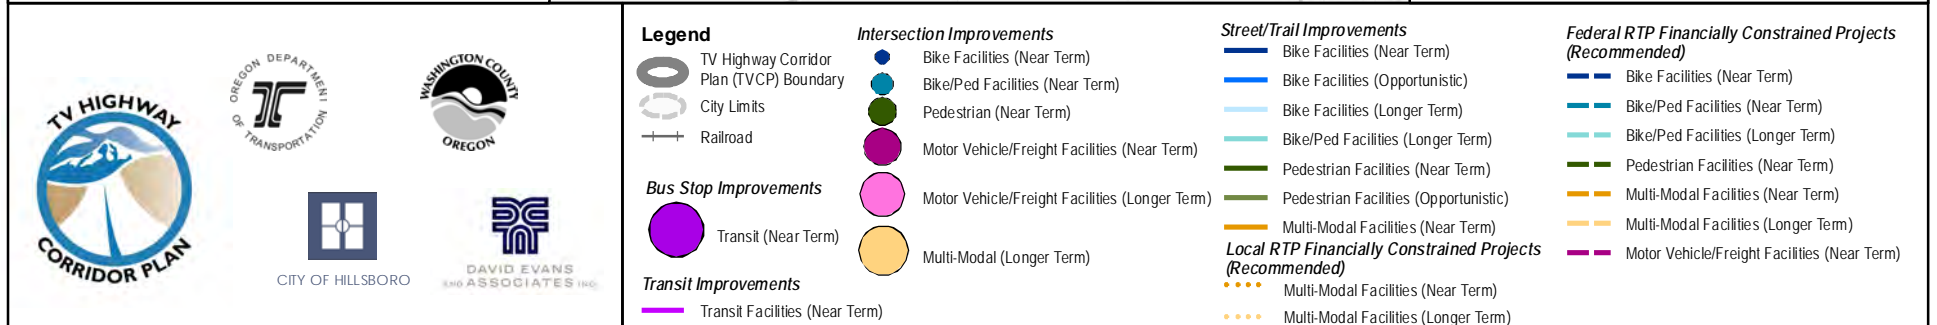 TV HIGHWAY
CORRIDOR PLAN
OREGON DEPARTMENT
OF TRANSPORTATION
WASHINGTON COUNTY
OREGON
CITY OF HILLSBORO
DAVID EVANS
AND ASSOCIATES INC.
Legend
TV Highway Corridor
Plan (TVCP) Boundary
City Limits
Railroad
Bus Stop Improvements
Transit (Near Term)
Transit Improvements
Transit Facilities (Near Term)
Intersection Improvements
Bike Facilities (Near Term)
Bike/Ped Facilities (Near Term)
Pedestrian (Near Term)
Motor Vehicle/Freight Facilities (Near Term)
Motor Vehicle/Freight Facilities (Longer Term)
Multi-Modal (Longer Term)
Street/Trail Improvements
Bike Facilities (Near Term)
Bike Facilities (Opportunistic)
Bike Facilities (Longer Term)
Bike/Ped Facilities (Longer Term)
Pedestrian Facilities (Near Term)
Pedestrian Facilities (Opportunistic)
Multi-Modal Facilities (Near Term)
Local RTP Financially Constrained Projects
(Recommended)
Multi-Modal Facilities (Near Term)
Multi-Modal Facilities (Longer Term)
Federal RTP Financially Constrained Projects
(Recommended)
Bike Facilities (Near Term)
Bike/Ped Facilities (Near Term)
Bike/Ped Facilities (Longer Term)
Pedestrian Facilities (Near Term)
Multi-Modal Facilities (Near Term)
Multi-Modal Facilities (Longer Term)
Motor Vehicle/Freight Facilities (Near Term)